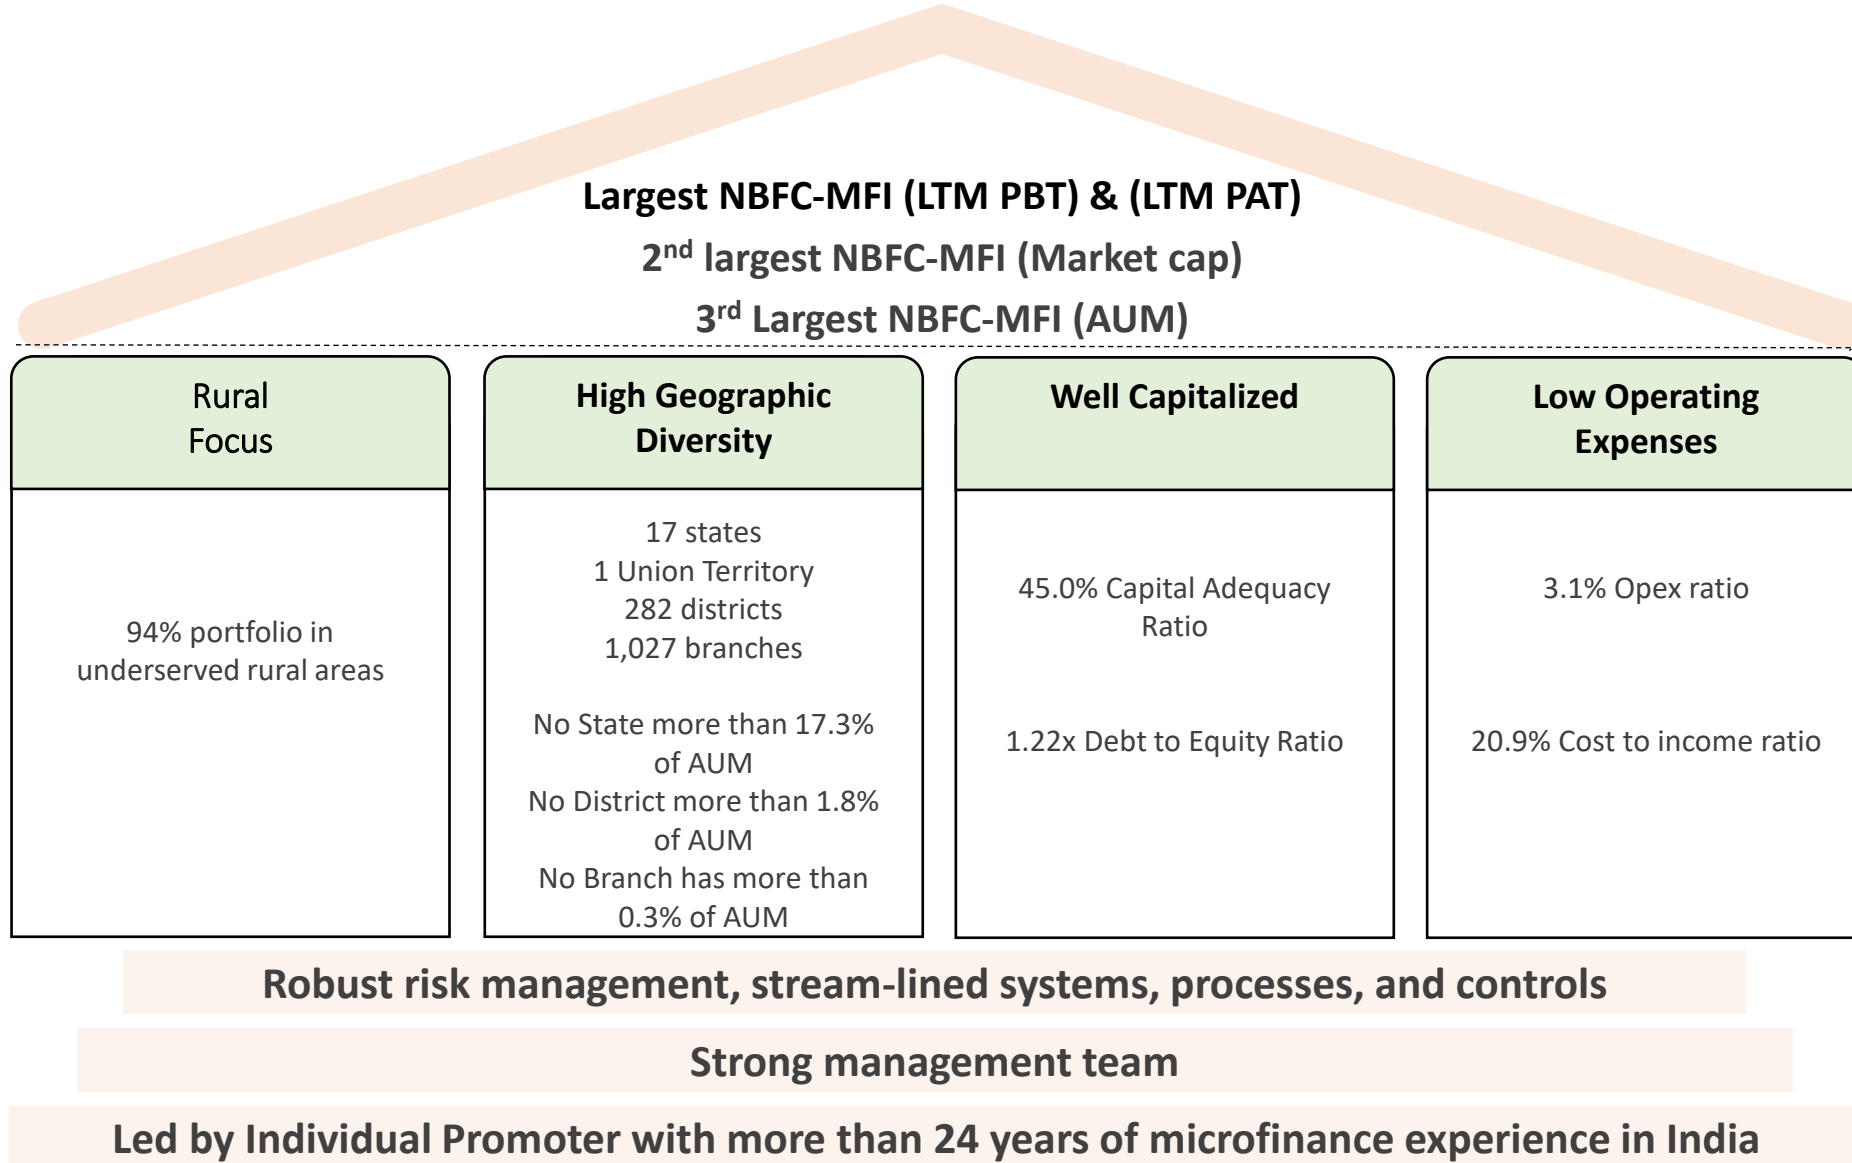 Largest NBFC-MFI (LTM PBT) & (LTM PAT)
2nd largest NBFC-MFI (Market cap)
3rd Largest NBFC-MFI (AUM)
Rural
Focus
94% portfolio in
underserved rural areas
High Geographic
Diversity
17 states
1 Union Territory
282 districts
1,027 branches
No State more than 17.3%
of AUM
No District more than 1.8%
of AUM
No Branch has more than
0.3% of AUM
Well Capitalized
45.0% Capital Adequacy
Ratio
1.22x Debt to Equity Ratio
Low Operating
Expenses
3.1% Opex ratio
20.9% Cost to income ratio
Robust risk management, stream-lined systems, processes, and controls
Strong management team
Led by Individual Promoter with more than 24 years of microfinance experience in India